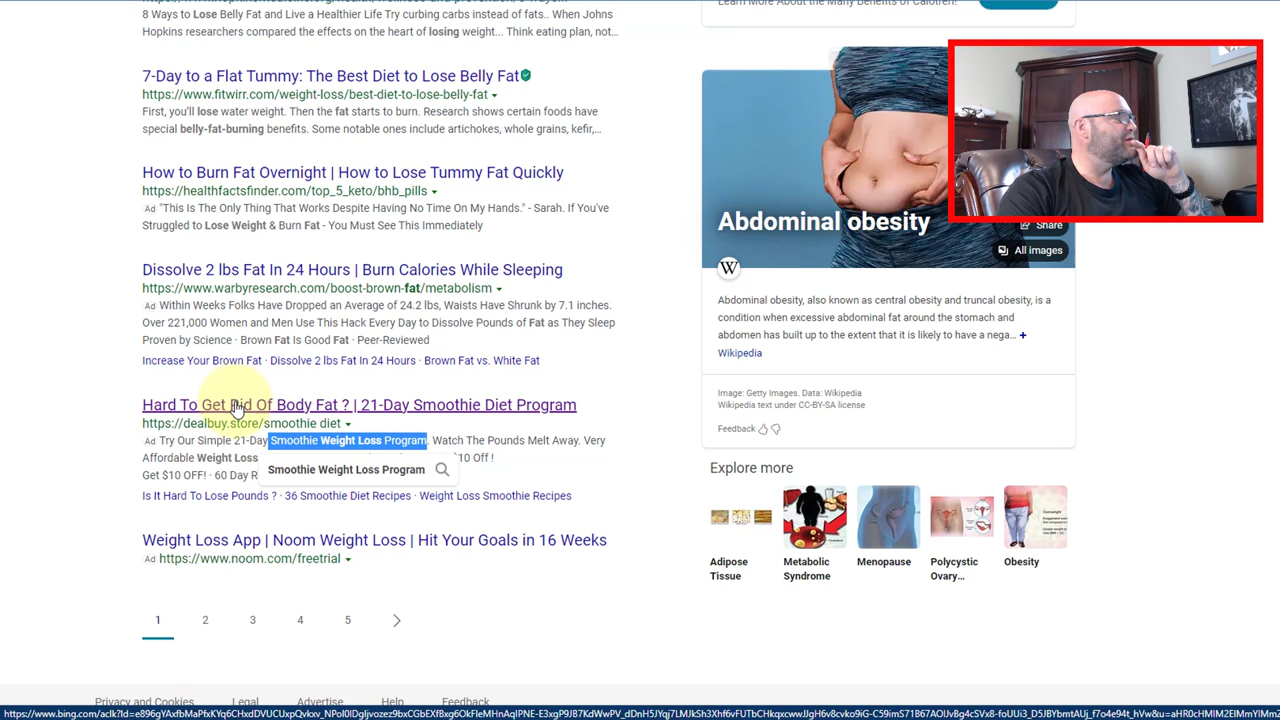 8 Ways to Lose Belly Fat and Live a Healthier Life Try curbing carbs instead of fats.. When Johns
Hopkins researchers compared the effects on the heart of losing weight... Think eating plan, not...
7-Day to a Flat Tummy: The Best Diet to Lose Belly Fat
https://www.fitwirr.com/weight-loss/best-diet-to-lose-belly-fat
First, you'll lose water weight. Then the fat starts to burn. Research shows certain foods have
special belly-fat-burning benefits. Some notable ones include artichokes, whole grains, kefir,...
How to Burn Fat Overnight | How to Lose Tummy Fat Quickly
https://healthfactsfinder.com/top_5_keto/bhb_pills
Ad "This Is The Only Thing That Works Despite Having No Time On My Hands." - Sarah. If You've
Struggled to Lose Weight & Burn Fat - You Must See This Immediately
Dissolve 2 lbs Fat In 24 Hours | Burn Calories While Sleeping
https://www.warbyresearch.com/boost-brown-fat/metabolism
Ad Within Weeks Folks Have Dropped an Average of 24.2 lbs, Waists Have Shrunk by 7.1 inches.
Over 221,000 Women and Men Use This Hack Every Day to Dissolve Pounds of Fat as They Sleep
Proven by Science · Brown Fat Is Good Fat · Peer-Reviewed
Increase Your Brown Fat · Dissolve 2 lbs Fat In 24 Hours · Brown Fat vs. White Fat
Hard To Get Rid Of Body Fat ? | 21-Day Smoothie Diet Program
https://dealbuy.store/smoothie diet
Ad Try Our Simple 21-Day Smoothie Weight Loss Program, Watch The Pounds Melt Away. Very
Affordable Weight Loss 0 Off !
Smoothie Weight Loss Program
Get $10 OFF! · 60 Day R
Is It Hard To Lose Pounds ? · 36 Smoothie Diet Recipes · Weight Loss Smoothie Recipes
Weight Loss App | Noom Weight Loss | Hit Your Goals in 16 Weeks
Ad https://www.noom.com/freetrial
1 2 3 4 5
Learn More About the Many Benefits of Calotren!
Abdominal obesity
Share
All images
W
Abdominal obesity, also known as central obesity and truncal obesity, is a
condition when excessive abdominal fat around the stomach and
abdomen has built up to the extent that it is likely to have a nega... +
Wikipedia
Image: Getty Images. Data: Wikipedia
Wikipedia text under CC-BY-SA license
Feedback
Explore more
Adipose
Tissue
Metabolic
Syndrome
Menopause
Polycystic
Ovary...
Obesity
Privacy and Cookies Legal Advertise Help Feedback